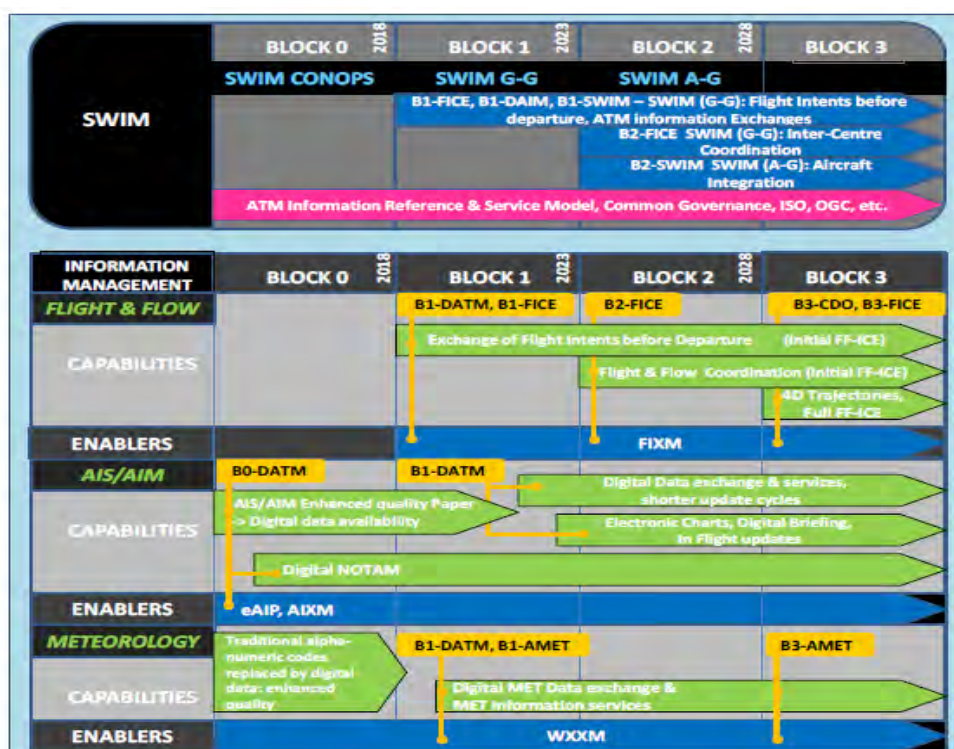 BLOCK 0 2018 BLOCK 1 2023 BLOCK 2 2028 BLOCK 3
SWIM CONOPS SWIM G-G SWIM A-G
SWIM
B1-FICE, B1-DAIM, B1-SWIM – SWIM (G-G): Flight Intents before
departure, ATM information Exchanges
B2-FICE SWIM (G-G): Inter-Centre
Coordination
B2-SWIM SWIM (A-G): Aircraft
Integration
ATM Information Reference & Service Model, Common Governance, ISO, OGC, etc.
INFORMATION
MANAGEMENT
BLOCK 0 2018 BLOCK 1 2023 BLOCK 2 2028 BLOCK 3
FLIGHT & FLOW
B1-DATM, B1-FICE B2-FICE B3-CDO, B3-FICE
CAPABILITIES
Exchange of Flight Intents before Departure (Initial FF-ICE)
Flight & Flow Coordination (Initial FF-ICE)
4D Trajectories,
Full FF-ICE
ENABLERS FIXM
AIS/AIM
B0-DATM B1-DATM
CAPABILITIES
AIS/AIM Enhanced quality Paper
-> Digital data availability
Digital Data exchange & services,
shorter update cycles
Electronic Charts, Digital Briefing,
In Flight updates
Digital NOTAM
ENABLERS eAIP, AIXM
METEOROLOGY
B1-DATM, B1-AMET B3-AMET
CAPABILITIES
Traditional alpha-
numeric codes
replaced by digital
data: enhanced
quality
Digital MET Data exchange &
MET Information services
ENABLERS WXXM